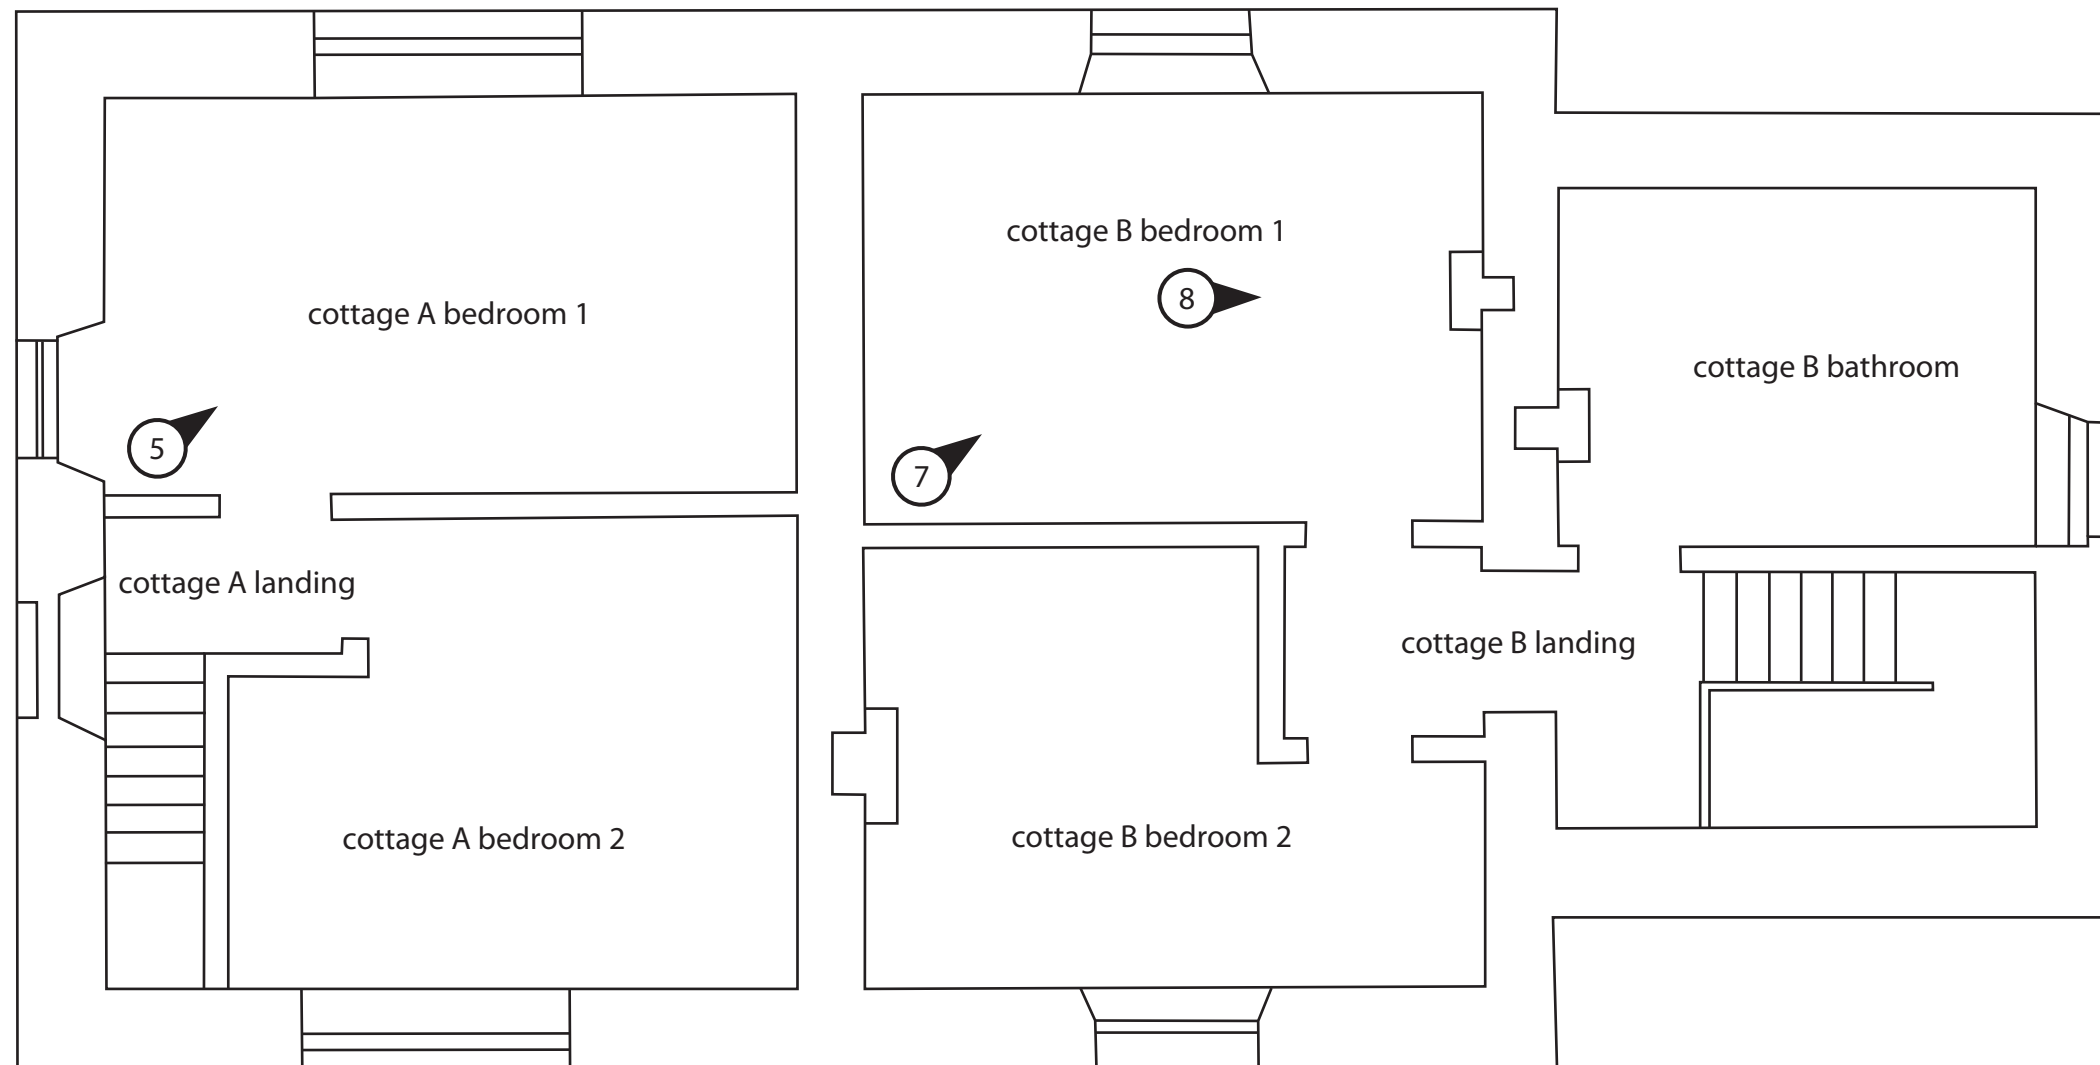 cottage B bedroom 1
8
cottage A bedroom 1
cottage B bathroom
5
7
cottage A landing
cottage B landing
cottage A bedroom 2
cottage B bedroom 2